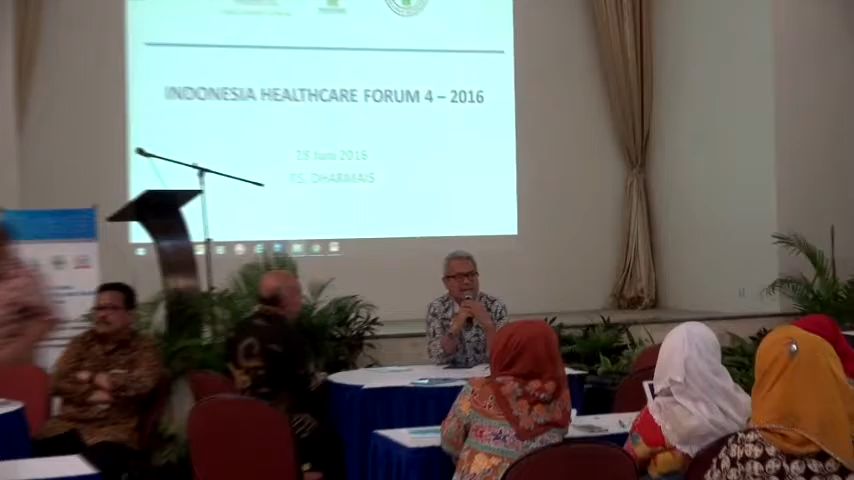 INDONESIA HEALTHCARE FORUM 4 – 2016
28 Juni 2016
RS. DHARMAIS